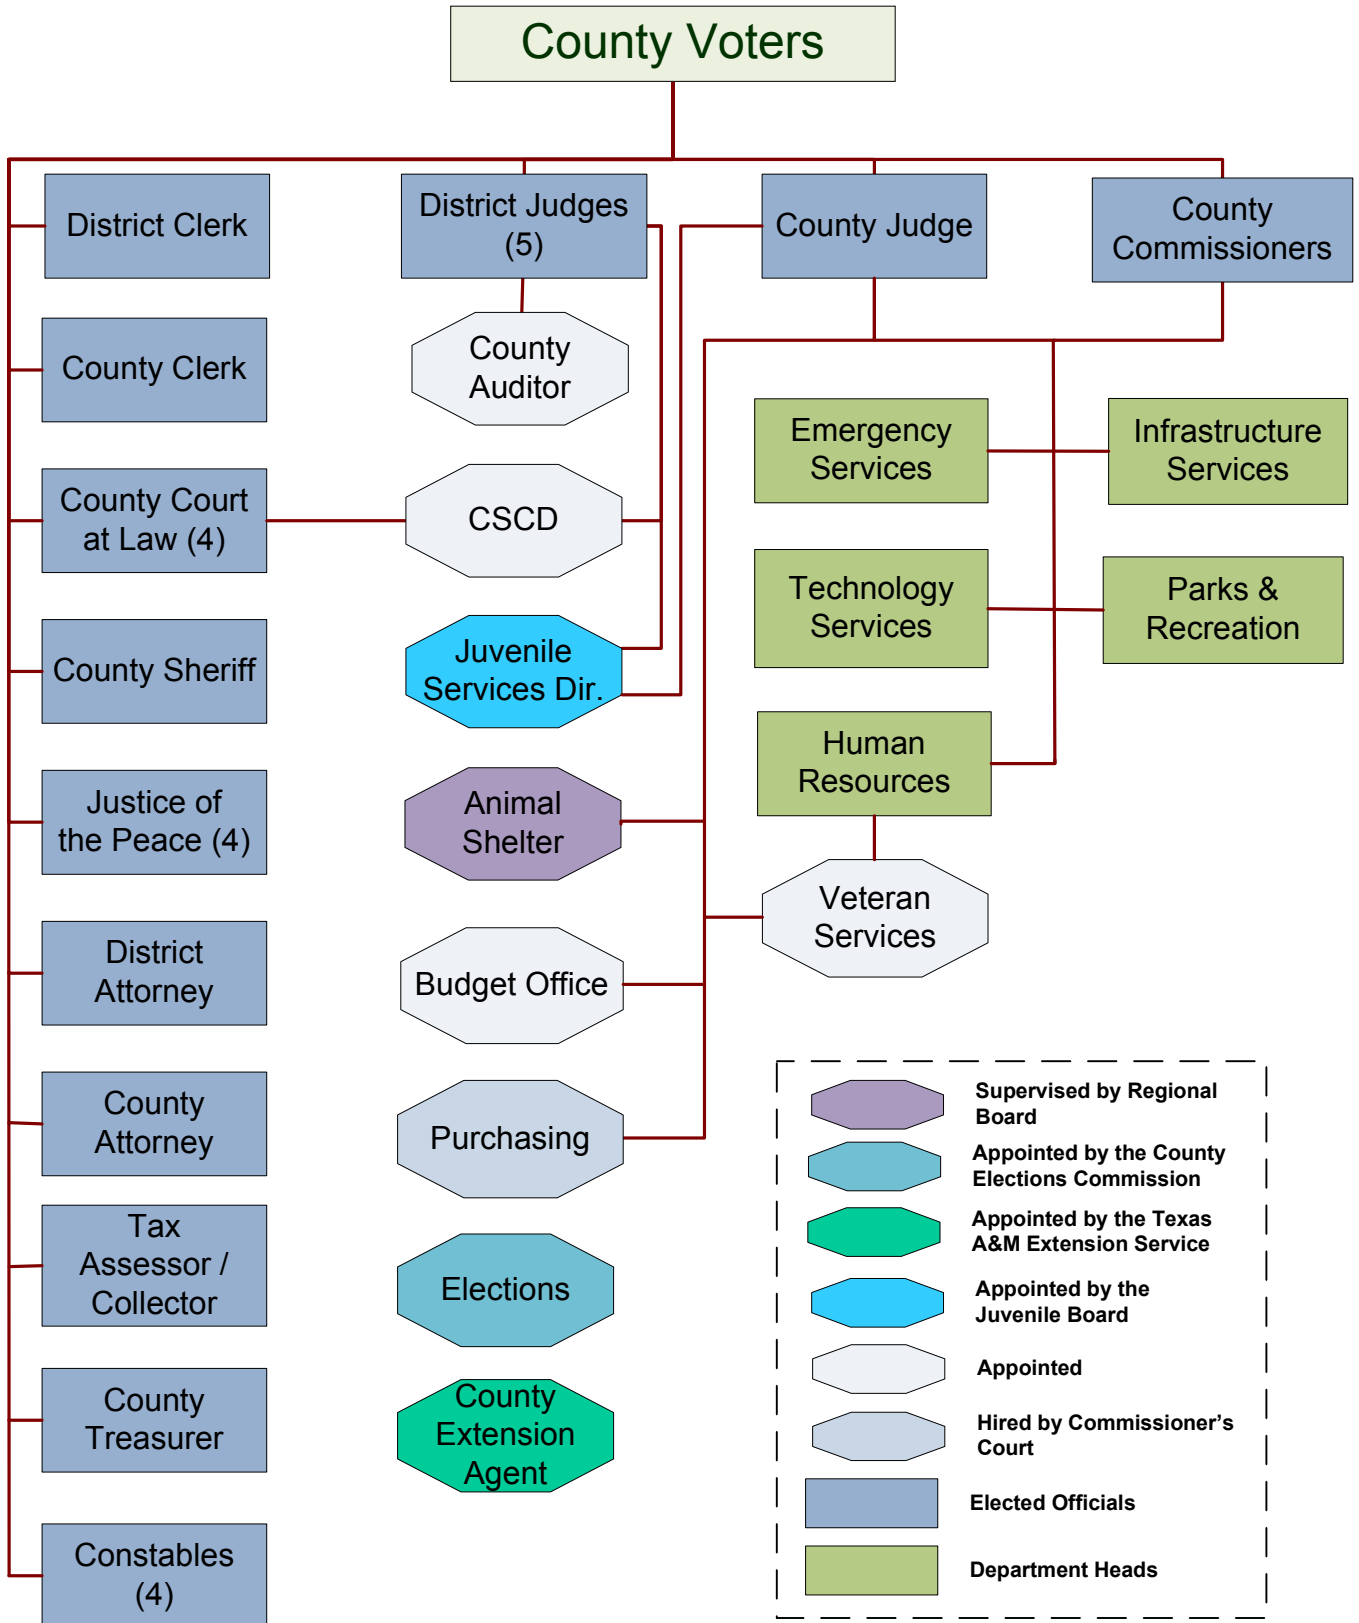 County Voters
District Clerk
District Judges
(5)
County Judge
County
Commissioners
County Clerk
County
Auditor
Emergency
Services
Infrastructure
Services
County Court
at Law (4)
CSCD
Technology
Services
Parks &
Recreation
County Sheriff
Juvenile
Services Dir.
Human
Resources
Justice of
the Peace (4)
Animal
Shelter
Veteran
Services
District
Attorney
Budget Office
County
Attorney
Purchasing
Tax
Assessor /
Collector
Elections
County
Treasurer
County
Extension
Agent
Constables
(4)
Supervised by Regional
Board
Appointed by the County
Elections Commission
Appointed by the Texas
A&M Extension Service
Appointed by the
Juvenile Board
Appointed
Hired by Commissioner's
Court
Elected Officials
Department Heads